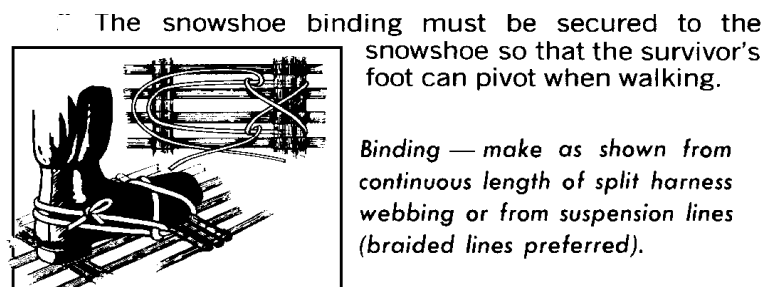 The snowshoe binding must be secured to the
snowshoe so that the survivor's
foot can pivot when walking.
Binding — make as shown from
continuous length of split harness
webbing or from suspension lines
(braided lines preferred).